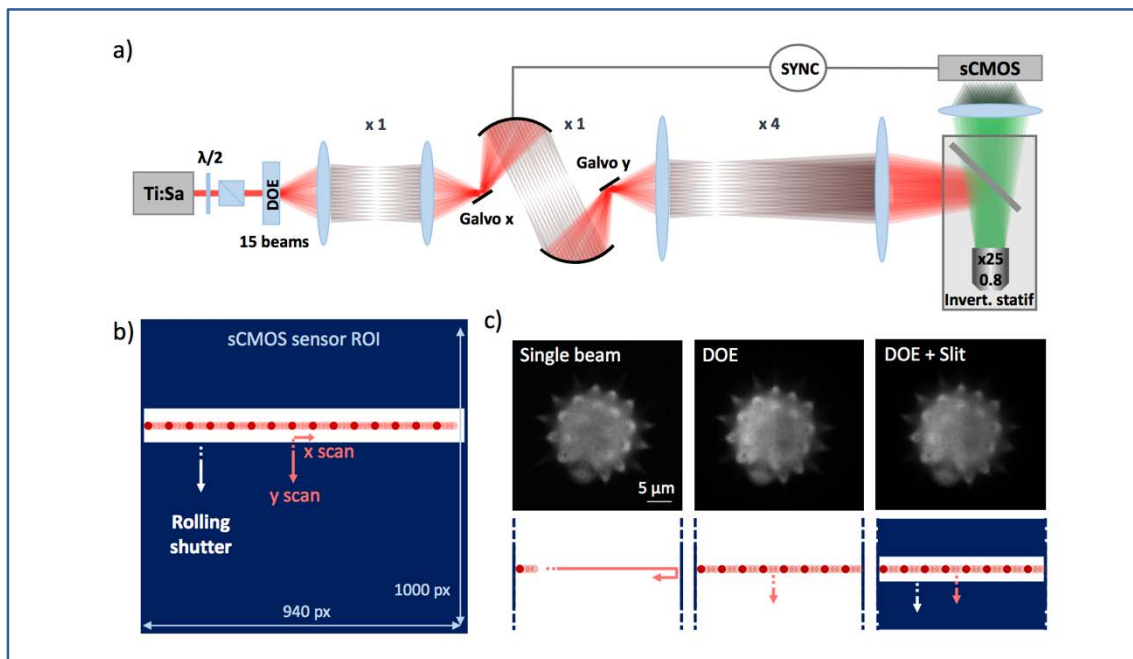 a)
SYNC
sCMOS
x 1
x 1
x 4
λ/2
Galvo y
Ti:Sa
DOE
Galvo x
15 beams
x25
0.8
Invert. statif
b)
sCMOS sensor ROI
x scan
y scan
Rolling
shutter
1000 px
940 px
c)
Single beam
DOE
DOE + Slit
5 µm